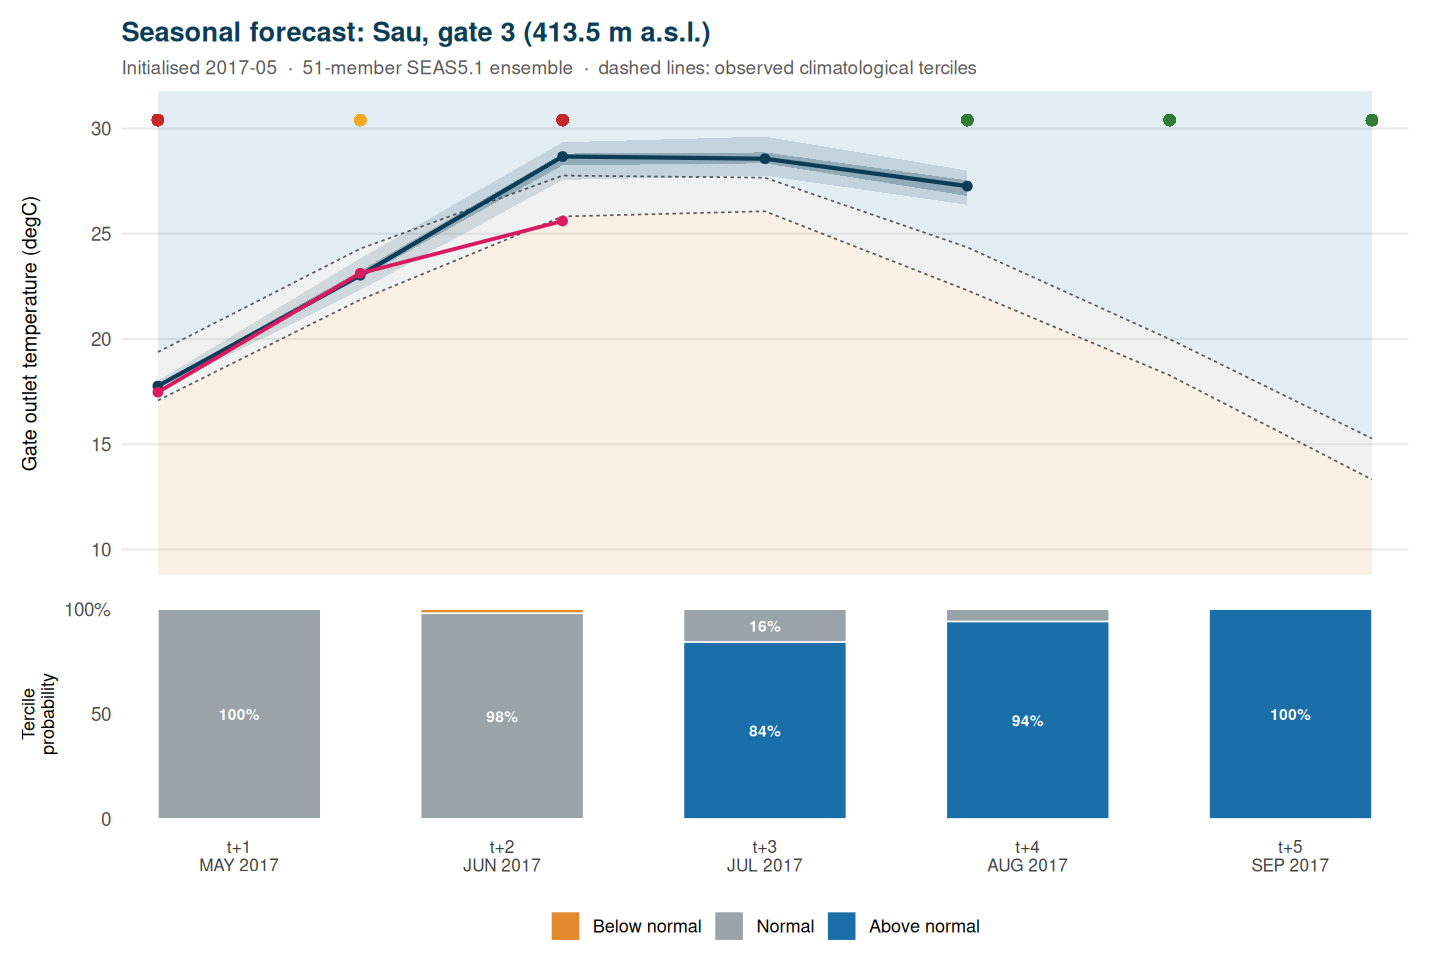 Seasonal forecast: Sau, gate 3 (413.5 m a.s.l.)
Initialised 2017-05 · 51-member SEAS5.1 ensemble · dashed lines: observed climatological terciles
Gate outlet temperature (degC)
30
25
20
15
10
Tercile
probability
100%
50
0
100%
98%
16%
84%
94%
100%
t+1
MAY 2017
t+2
JUN 2017
t+3
JUL 2017
t+4
AUG 2017
t+5
SEP 2017
Below normal
Normal
Above normal